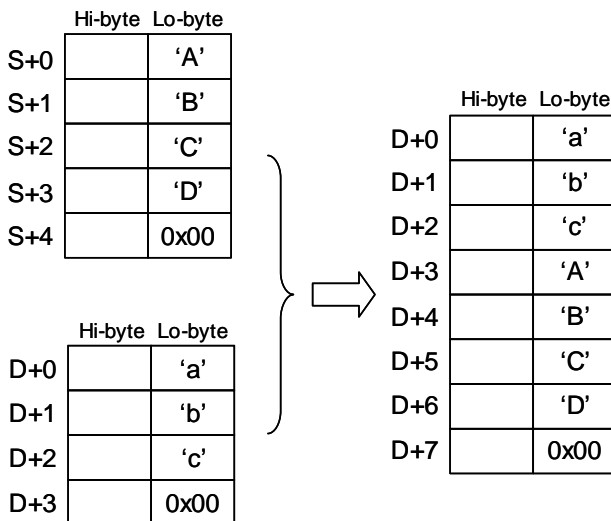 Hi-byte Lo-byte
S+0 ‘A’
S+1 ‘B’
S+2 ‘C’
S+3 ‘D’
S+4 0x00
Hi-byte Lo-byte
D+0 ‘a’
D+1 ‘b’
D+2 ‘c’
D+3 0x00
Hi-byte Lo-byte
D+0 ‘a’
D+1 ‘b’
D+2 ‘c’
D+3 ‘A’
D+4 ‘B’
D+5 ‘C’
D+6 ‘D’
D+7 0x00